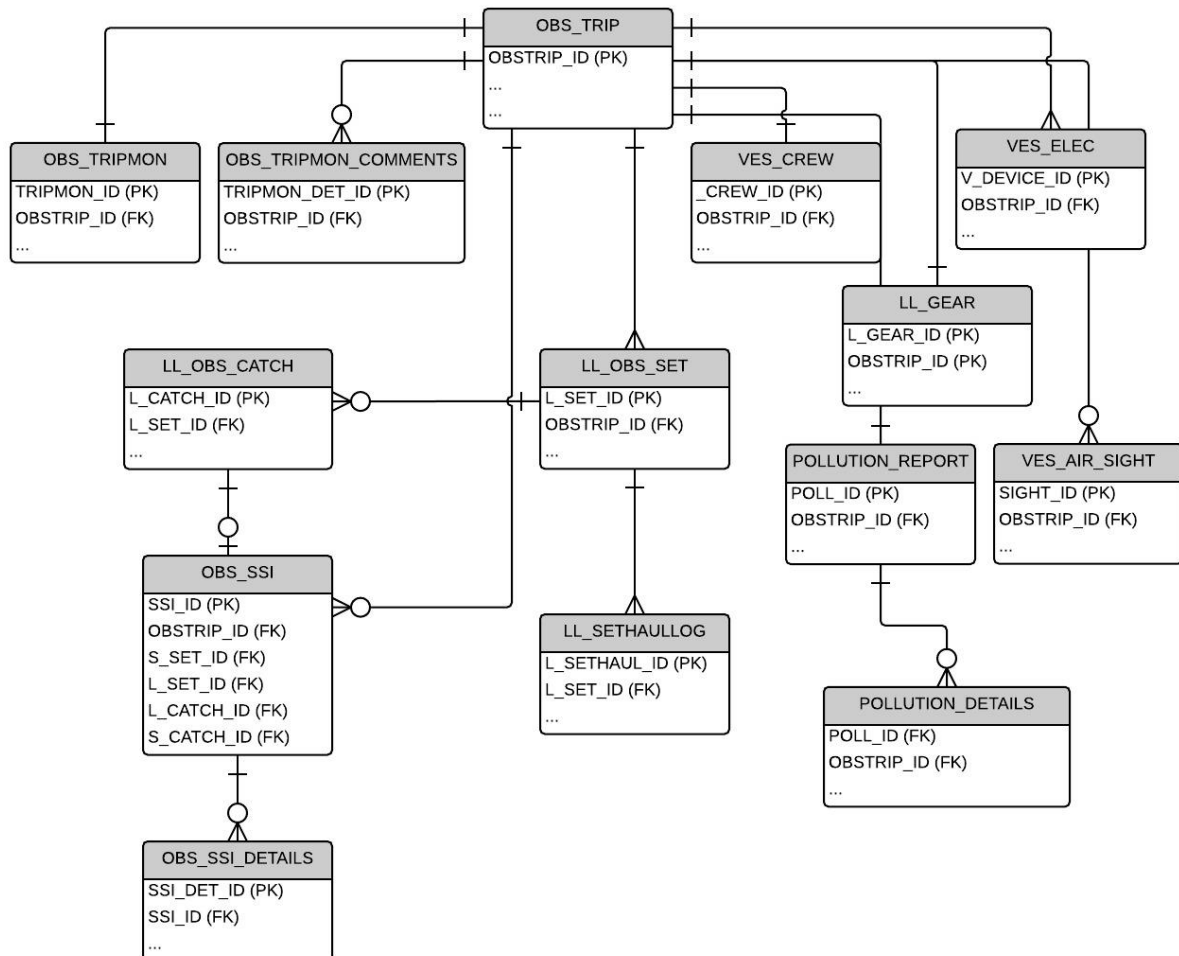 OBS_TRIP
OBSTRIP_ID (PK)
...
...
OBS_TRIPMON
TRIPMON_ID (PK)
OBSTRIP_ID (FK)
...
OBS_TRIPMON_COMMENTS
TRIPMON_DET_ID (PK)
OBSTRIP_ID (FK)
...
VES_CREW
_CREW_ID (PK)
OBSTRIP_ID (FK)
...
VES_ELEC
V_DEVICE_ID (PK)
OBSTRIP_ID (FK)
...
LL_GEAR
L_GEAR_ID (PK)
OBSTRIP_ID (PK)
...
LL_OBS_CATCH
L_CATCH_ID (PK)
L_SET_ID (FK)
...
LL_OBS_SET
L_SET_ID (PK)
OBSTRIP_ID (FK)
...
POLLUTION_REPORT
POLL_ID (PK)
OBSTRIP_ID (FK)
...
VES_AIR_SIGHT
SIGHT_ID (PK)
OBSTRIP_ID (FK)
...
OBS_SSI
SSI_ID (PK)
OBSTRIP_ID (FK)
S_SET_ID (FK)
L_SET_ID (FK)
L_CATCH_ID (FK)
S_CATCH_ID (FK)
LL_SETHAULLOG
L_SETHAUL_ID (PK)
L_SET_ID (FK)
...
POLLUTION_DETAILS
POLL_ID (FK)
OBSTRIP_ID (FK)
...
OBS_SSI_DETAILS
SSI_DET_ID (PK)
SSI_ID (FK)
...